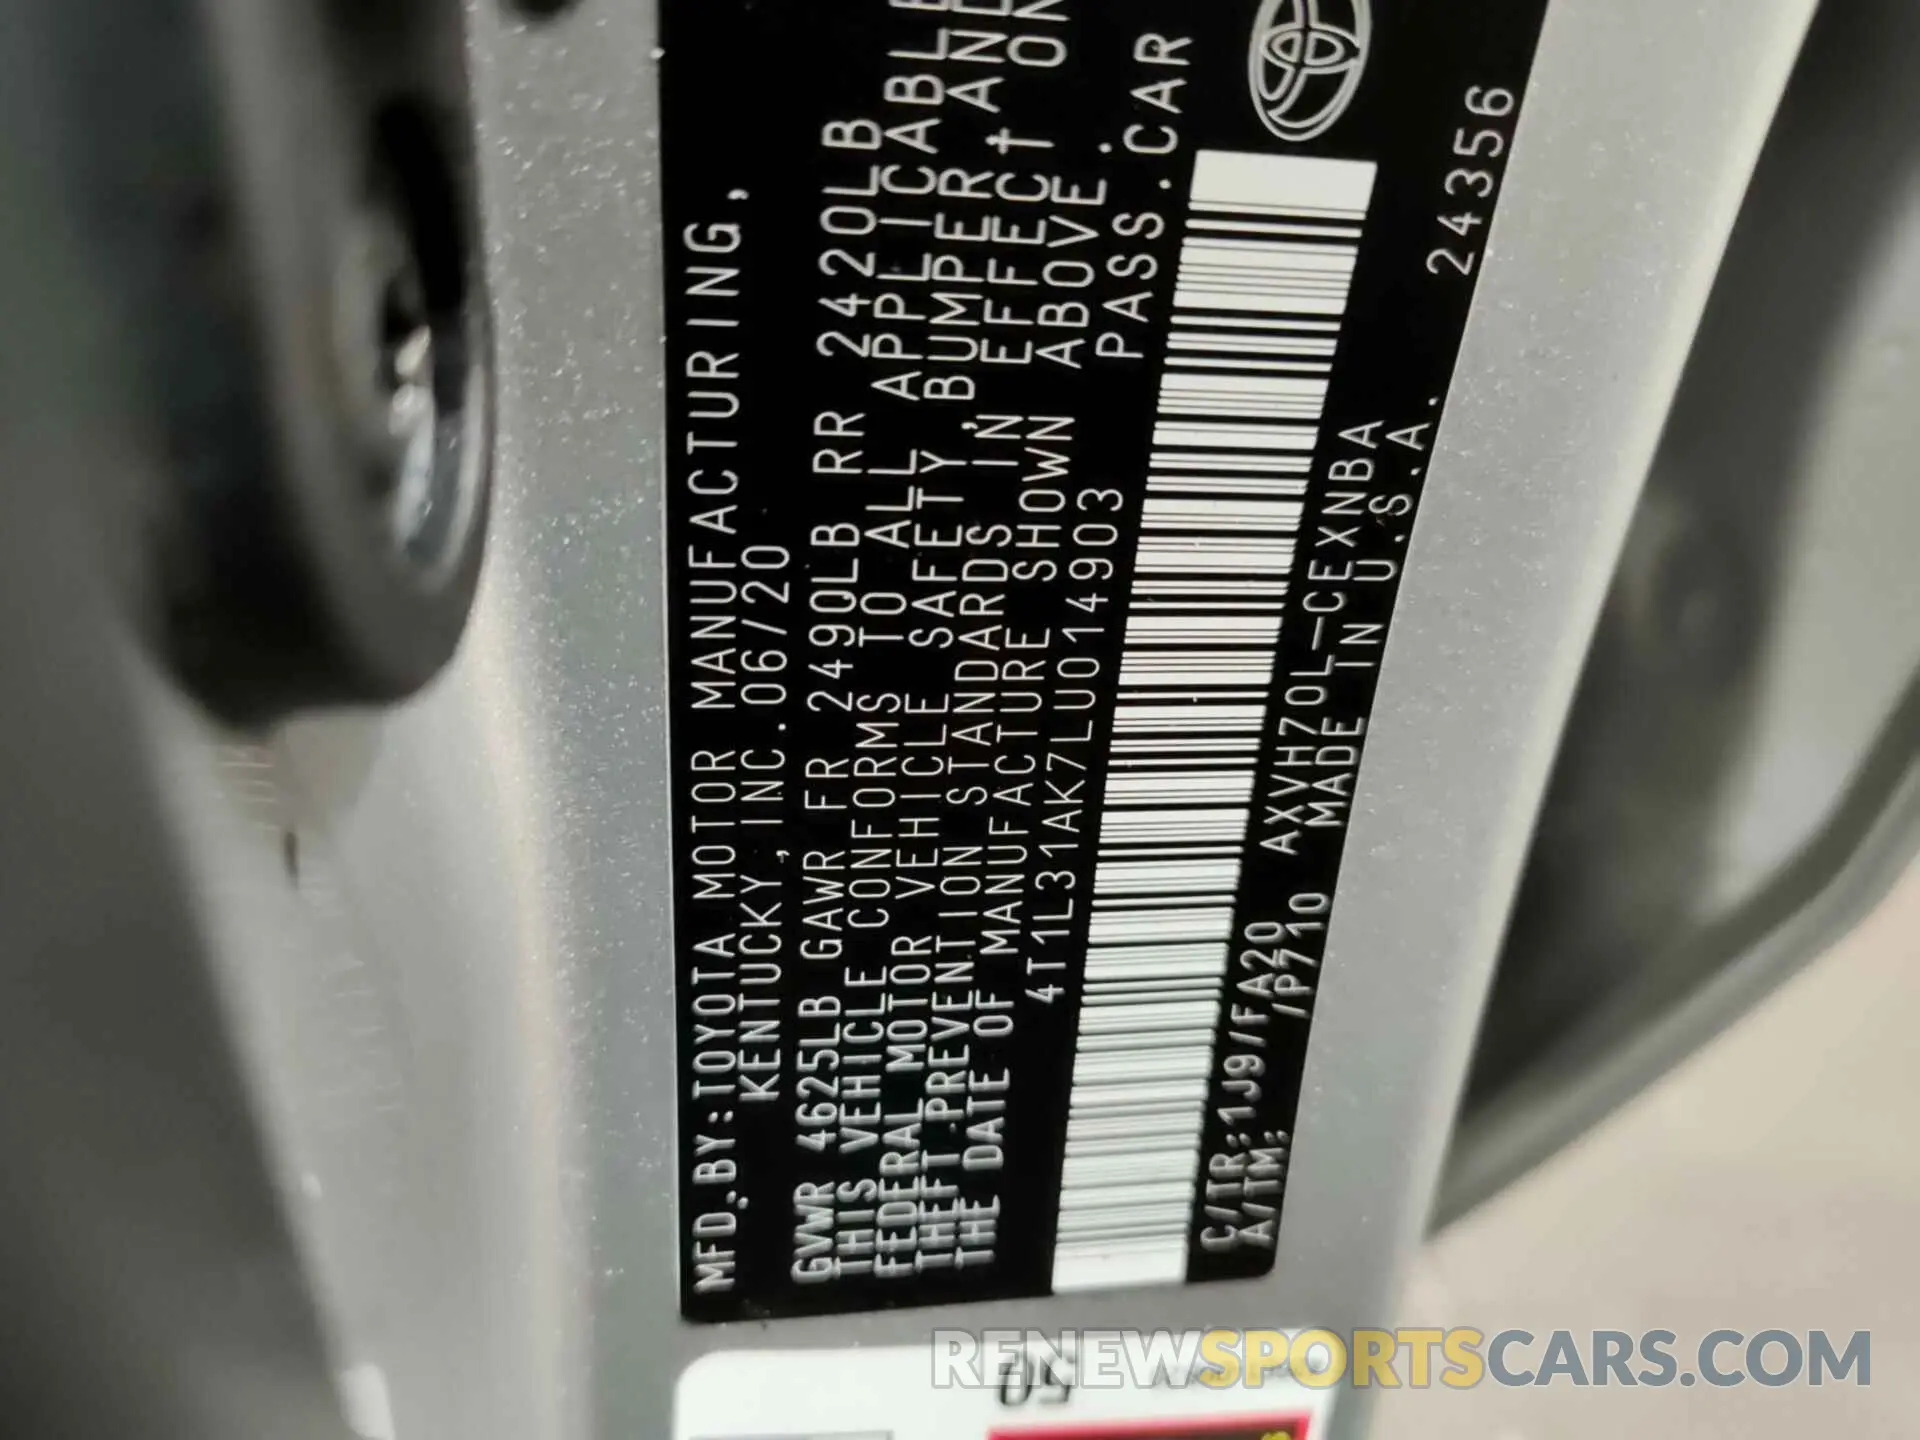 MFD.BY:TOYOTA MOTOR MANUFACTURING,
KENTUCKY,INC.06/20
GVWR 4625LB GAWR FR 2490LB RR 2420LB
THIS VEHICLE CONFORMS TO ALL APPLICABLE
FEDERAL MOTOR VEHICLE SAFETY, BUMPER AND
THEFT PREVENTION STANDARDS IN EFFECT ON
THE DATE OF MANUFACTURE SHOWN ABOVE.
4T1L31AK7LU014903 PASS.CAR
C/TR:1J9/FA20 AXVH70L-CEXNBA
A/TM: /P710 MADE IN U.S.A. 24356
50
RENEWSPORTSCARS.COM